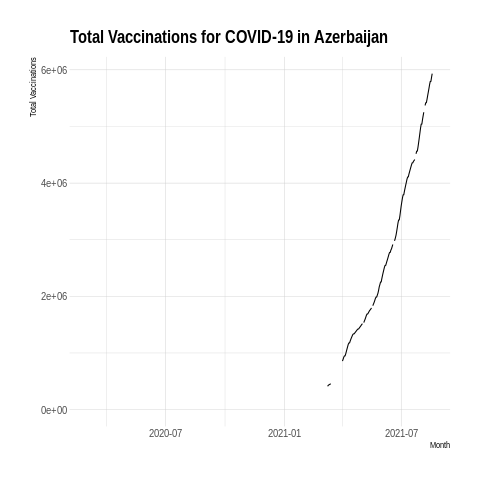 Total Vaccinations for COVID-19 in Azerbaijan
Total Vaccinations
6e+06
4e+06
2e+06
0e+00
2020-07
2021-01
2021-07
Month